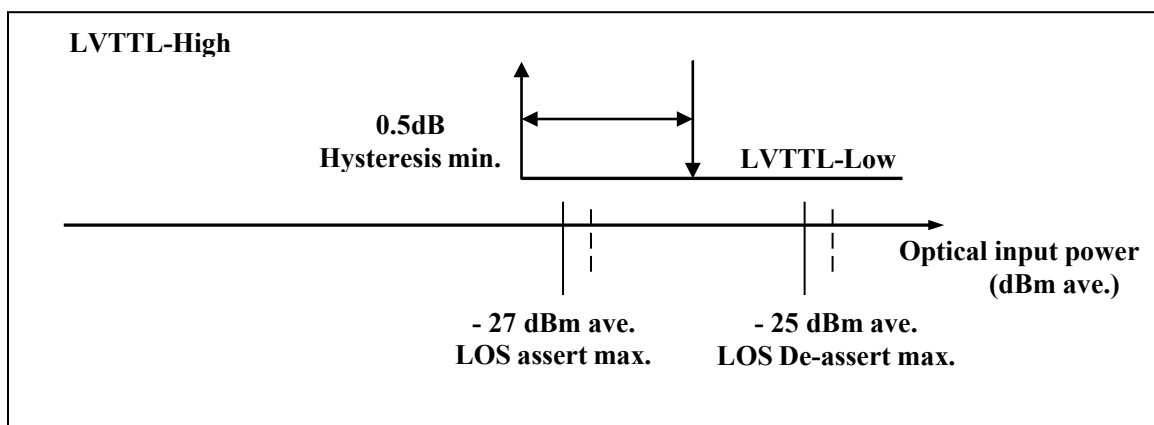 LVTTL-High
0.5dB
Hysteresis min.
LVTTL-Low
Optical input power
(dBm ave.)
- 27 dBm ave.
LOS assert max.
- 25 dBm ave.
LOS De-assert max.